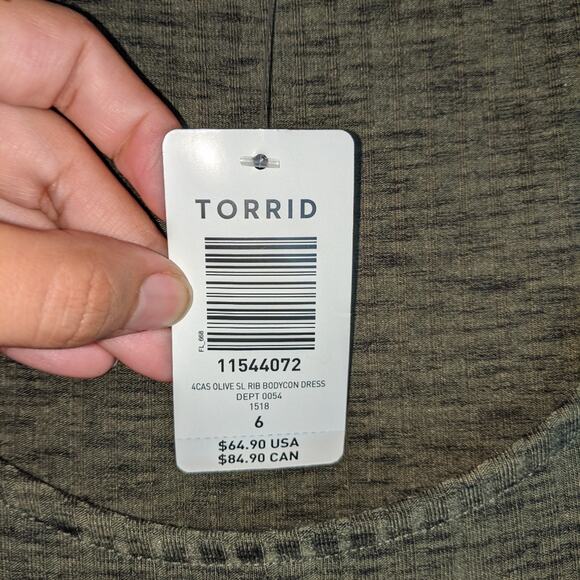 TORRID
FL_668
11544072
4CAS OLIVE SL RIB BODYCON DRESS
DEPT 0054
1518
6
$64.90 USA
$84.90 CAN